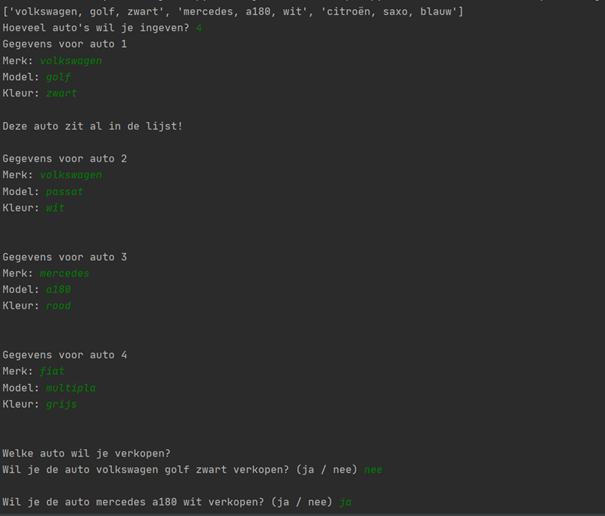 ['volkswagen, golf, zwart', 'mercedes, a180, wit', 'citroën, saxo, blauw']
Hoeveel auto's wil je ingeven? 4
Gegevens voor auto 1
Merk: volkswagen
Model: golf
Kleur: zwart
Deze auto zit al in de lijst!
Gegevens voor auto 2
Merk: volkswagen
Model: passat
Kleur: wit
Gegevens voor auto 3
Merk: mercedes
Model: a180
Kleur: rood
Gegevens voor auto 4
Merk: fiat
Model: multipla
Kleur: grijs
Welke auto wil je verkopen?
Wil je de auto volkswagen golf zwart verkopen? (ja / nee) nee
Wil je de auto mercedes a180 wit verkopen? (ja / nee) ja